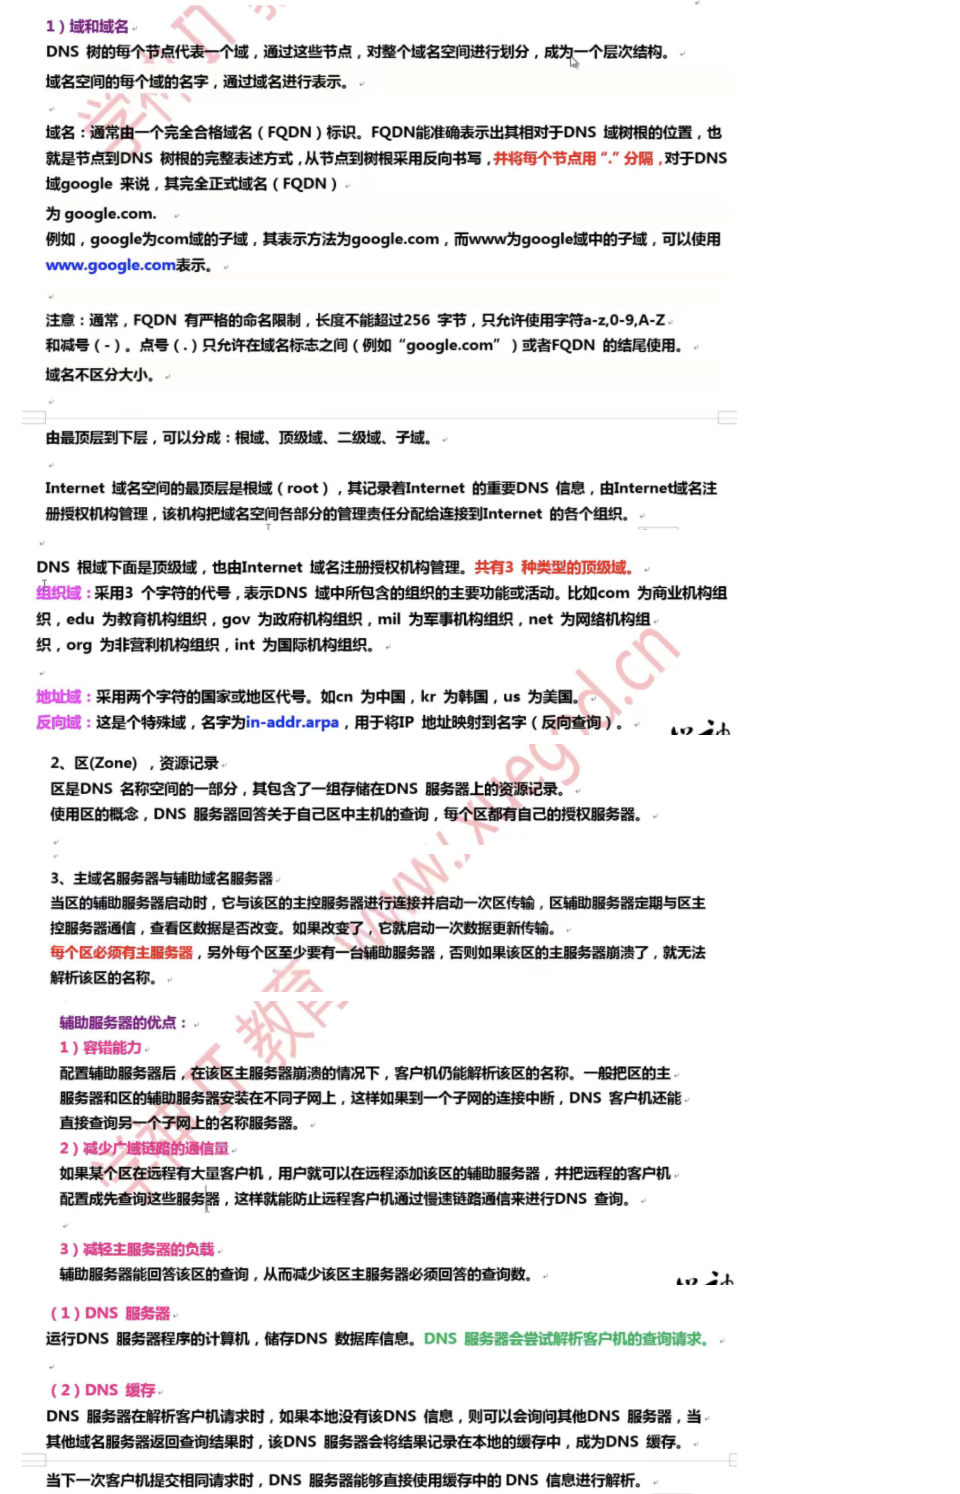 1）域和域名
DNS 树的每个节点代表一个域，通过这些节点，对整个域名空间进行划分，成为一个层次结构。
域名空间的每个域的名字，通过域名进行表示。
域名：通常由一个完全合格域名（FQDN）标识。FQDN能准确表示出其相对于DNS 域树根的位置，也
就是节点到DNS 树根的完整表述方式，从节点到树根采用反向书写，并将每个节点用“.”分隔，对于DNS
域google 来说，其完全正式域名（FQDN）
为 google.com.
例如，google为com域的子域，其表示方法为google.com，而www为google域中的子域，可以使用
www.google.com表示。
注意：通常，FQDN 有严格的命名限制，长度不能超过256 字节，只允许使用字符a-z,0-9,A-Z
和减号（-）。点号（.）只允许在域名标志之间（例如“google.com”）或者FQDN 的结尾使用。
域名不区分大小。
由最顶层到下层，可以分成：根域、顶级域、二级域、子域。
Internet 域名空间的最顶层是根域（root），其记录着Internet 的重要DNS 信息，由Internet域名注
册授权机构管理，该机构把域名空间各部分的管理责任分配给连接到Internet 的各个组织。
DNS 根域下面是顶级域，也由Internet 域名注册授权机构管理。共有3 种类型的顶级域。
组织域：采用3 个字符的代号，表示DNS 域中所包含的组织的主要功能或活动。比如com 为商业机构组
织，edu 为教育机构组织，gov 为政府机构组织，mil 为军事机构组织，net 为网络机构组
织，org 为非营利机构组织，int 为国际机构组织。
地址域：采用两个字符的国家或地区代号。如cn 为中国，kr 为韩国，us 为美国。
反向域：这是个特殊域，名字为in-addr.arpa，用于将IP 地址映射到名字（反向查询）。
2、区(Zone) ，资源记录
区是DNS 名称空间的一部分，其包含了一组存储在DNS 服务器上的资源记录。
使用区的概念，DNS 服务器回答关于自己区中主机的查询，每个区都有自己的授权服务器。
3、主域名服务器与辅助域名服务器
当区的辅助服务器启动时，它与该区的主控服务器进行连接并启动一次区传输，区辅助服务器定期与区主
控服务器通信，查看区数据是否改变。如果改变了，它就启动一次数据更新传输。
每个区必须有主服务器，另外每个区至少要有一台辅助服务器，否则如果该区的主服务器崩溃了，就无法
解析该区的名称。
辅助服务器的优点：
1）容错能力
配置辅助服务器后，在该区主服务器崩溃的情况下，客户机仍能解析该区的名称。一般把区的主
服务器和区的辅助服务器安装在不同子网上，这样如果到一个子网的连接中断，DNS 客户机还能
直接查询另一个子网上的名称服务器。
2）减少广域链路的通信量
如果某个区在远程有大量客户机，用户就可以在远程添加该区的辅助服务器，并把远程的客户机
配置成先查询这些服务器，这样就能防止远程客户机通过慢速链路通信来进行DNS 查询。
3）减轻主服务器的负载
辅助服务器能回答该区的查询，从而减少该区主服务器必须回答的查询数。
（1）DNS 服务器
运行DNS 服务器程序的计算机，储存DNS 数据库信息。DNS 服务器会尝试解析客户机的查询请求。
（2）DNS 缓存
DNS 服务器在解析客户机请求时，如果本地没有该DNS 信息，则可以会询问其他DNS 服务器，当
其他域名服务器返回查询结果时，该DNS 服务器会将结果记录在本地的缓存中，成为DNS 缓存。
当下一次客户机提交相同请求时，DNS 服务器能够直接使用缓存中的 DNS 信息进行解析。